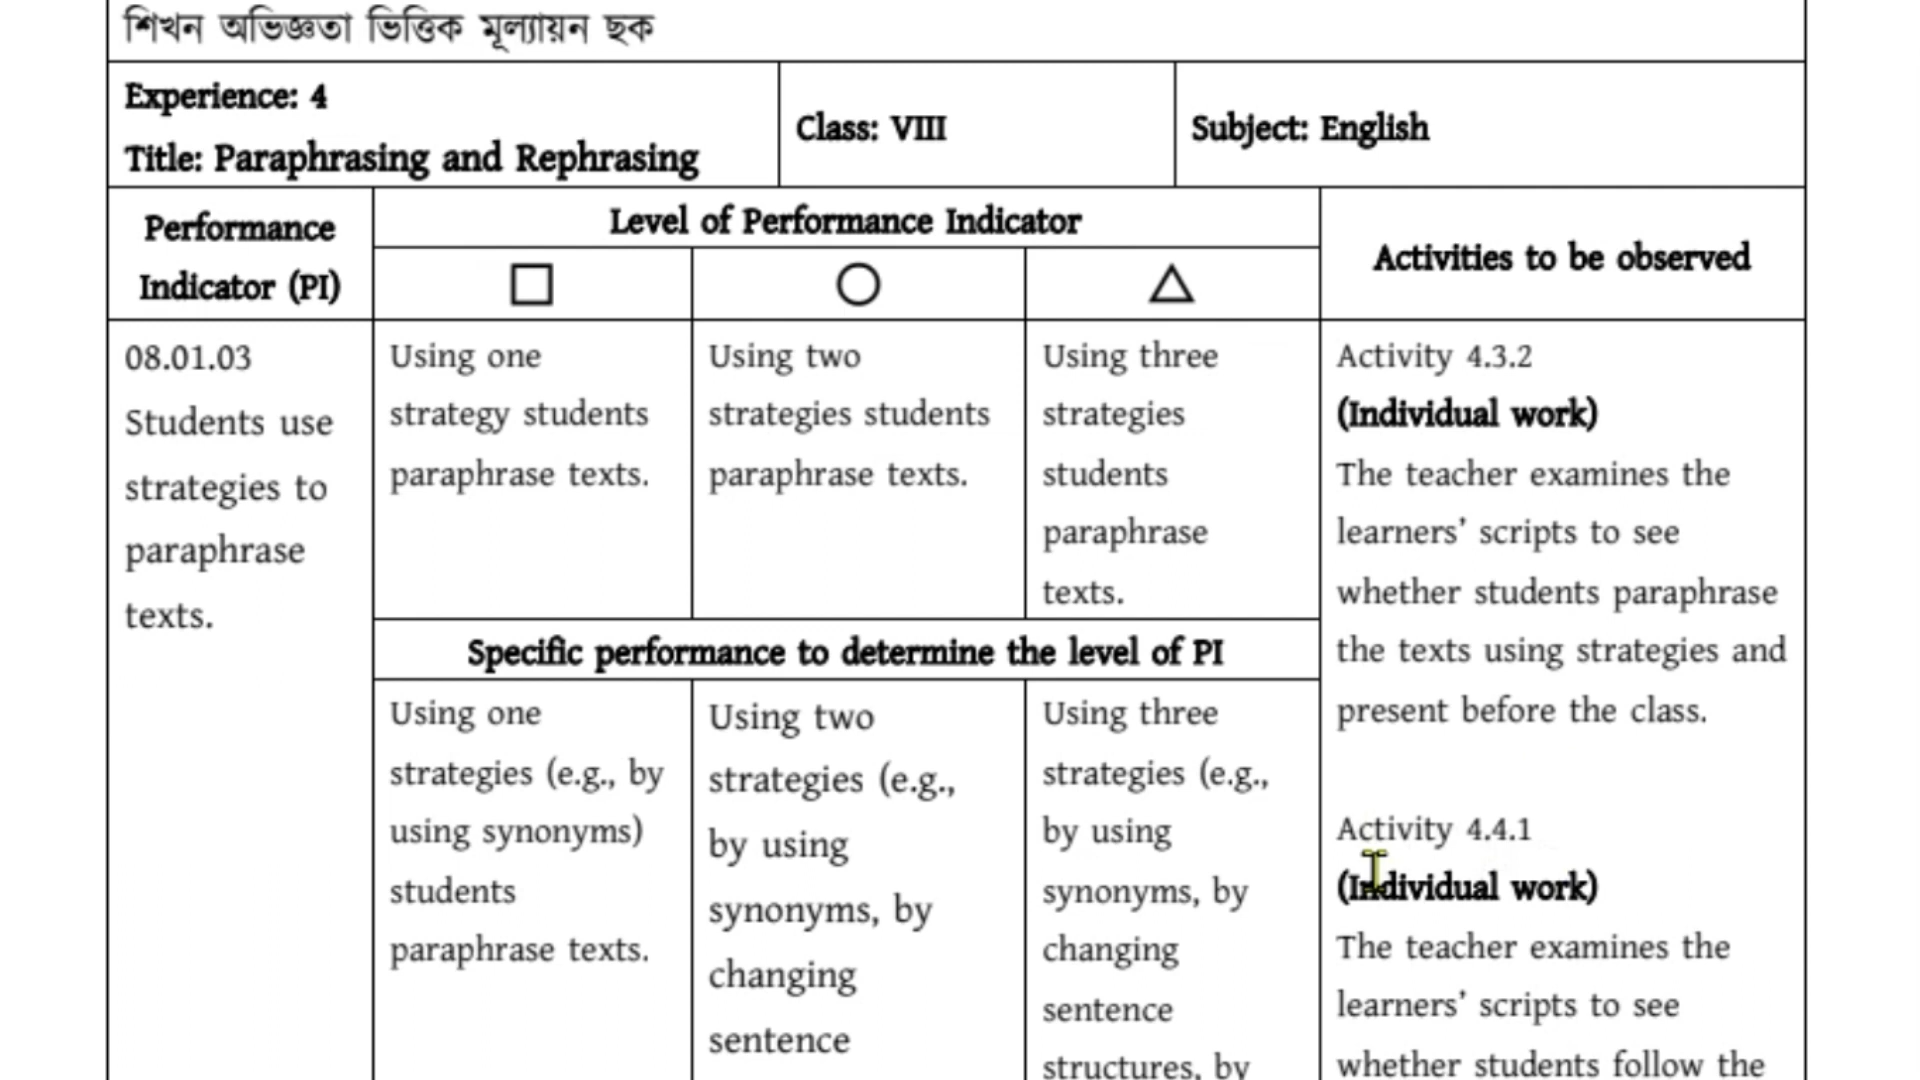 শিখন অভিজ্ঞতা ভিত্তিক মূল্যায়ন ছক
Experience: 4
Title: Paraphrasing and Rephrasing
Class: VIII
Subject: English
Performance
Indicator (PI)
Level of Performance Indicator
Activities to be observed
08.01.03
Students use
strategies to
paraphrase
texts.
Using one
strategy students
paraphrase texts.
Using two
strategies students
paraphrase texts.
Using three
strategies
students
paraphrase
texts.
Specific performance to determine the level of PI
Using one
strategies (e.g., by
using synonyms)
students
paraphrase texts.
Using two
strategies (e.g.,
by using
synonyms, by
changing
sentence
Using three
strategies (e.g.,
by using
synonyms, by
changing
sentence
structures, by
Activity 4.3.2
(Individual work)
The teacher examines the
learners’ scripts to see
whether students paraphrase
the texts using strategies and
present before the class.
Activity 4.4.1
(Individual work)
The teacher examines the
learners’ scripts to see
whether students follow the